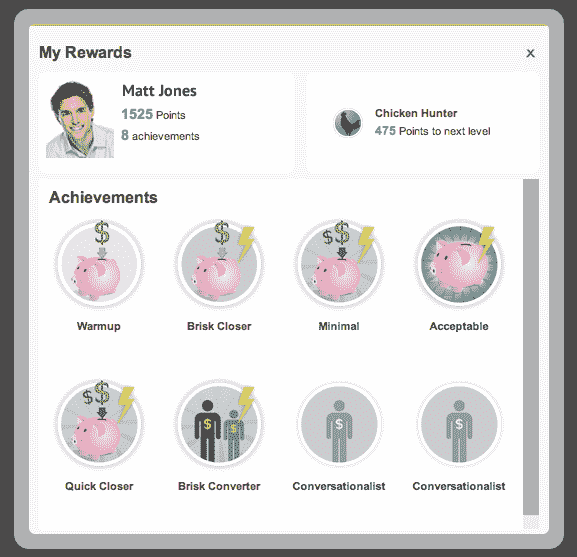 My Rewards
x
Matt Jones
1525 Points
8 achievements
Chicken Hunter
475 Points to next level
Achievements
$
$
$$
Warmup
Brisk Closer
Minimal
Acceptable
$$
$
$
$
$
Quick Closer
Brisk Converter
Conversationalist
Conversationalist